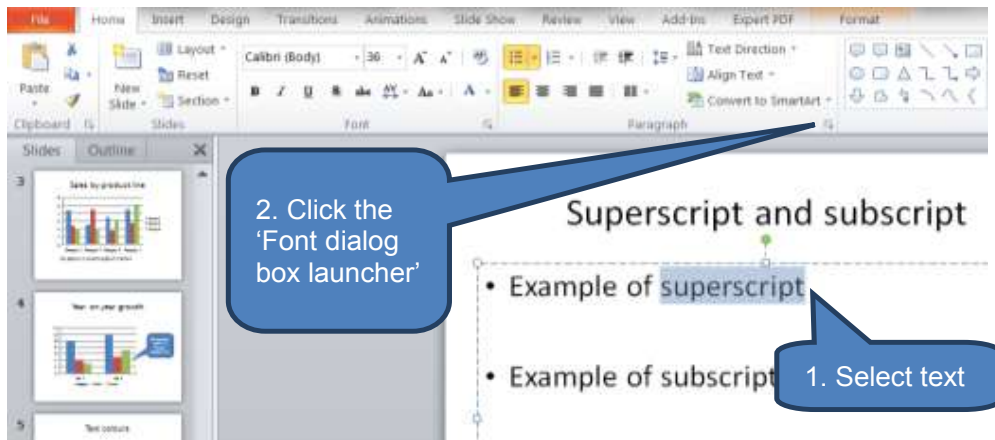 File Home Insert Design Transitions Animations Slide Show Review View Add-Ins Expert PDF Format
Layout
Calibri (Body) 36
Text Direction
Reset
Align Text
Paste New Slide
Section
Convert to SmartArt
Clipboard Slides Font Paragraph
Slides Outline
3
Sales by product line
2. Click the
‘Font dialog
box launcher’
Superscript and subscript
• Example of superscript
4
Year on year growth
• Example of subscript
1. Select text
5
Text colours